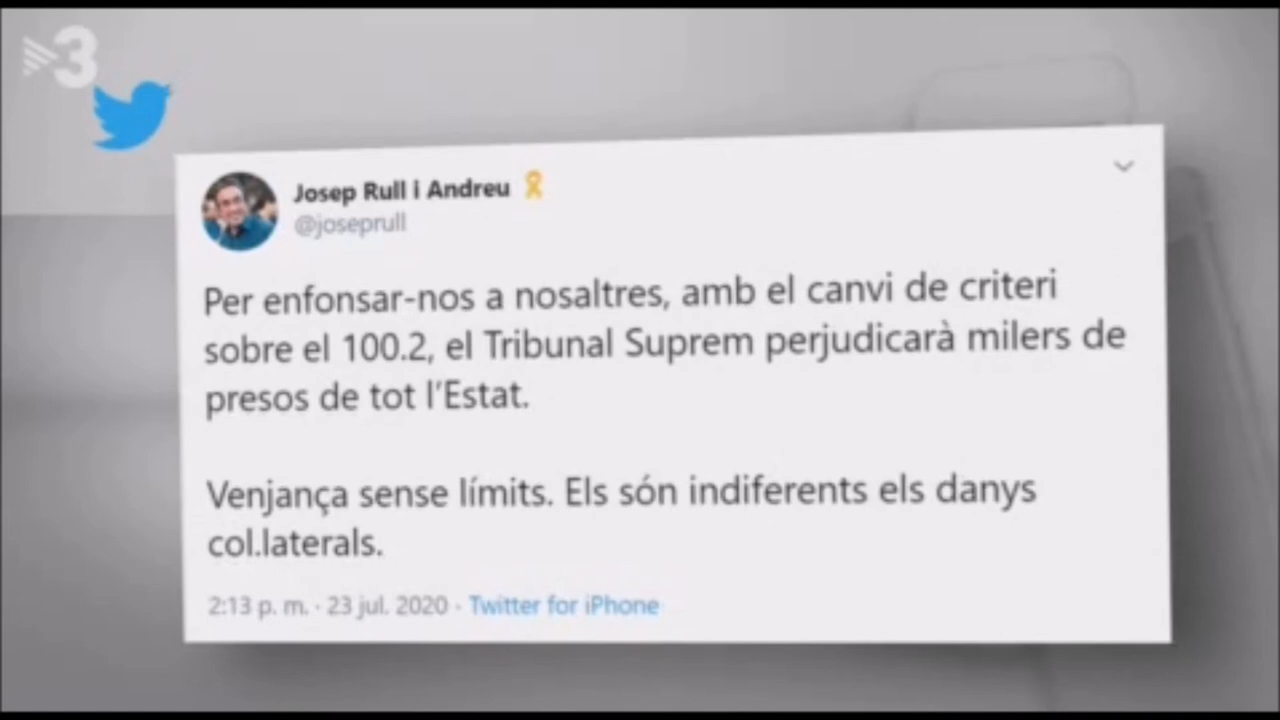 3
Josep Rull i Andreu
@joseprull
Per enfonsar-nos a nosaltres, amb el canvi de criteri
sobre el 100.2, el Tribunal Suprem perjudicarà milers de
presos de tot l'Estat.
Venjança sense límits. Els són indiferents els danys
col.laterals.
2:13 p. m. · 23 jul. 2020 · Twitter for iPhone